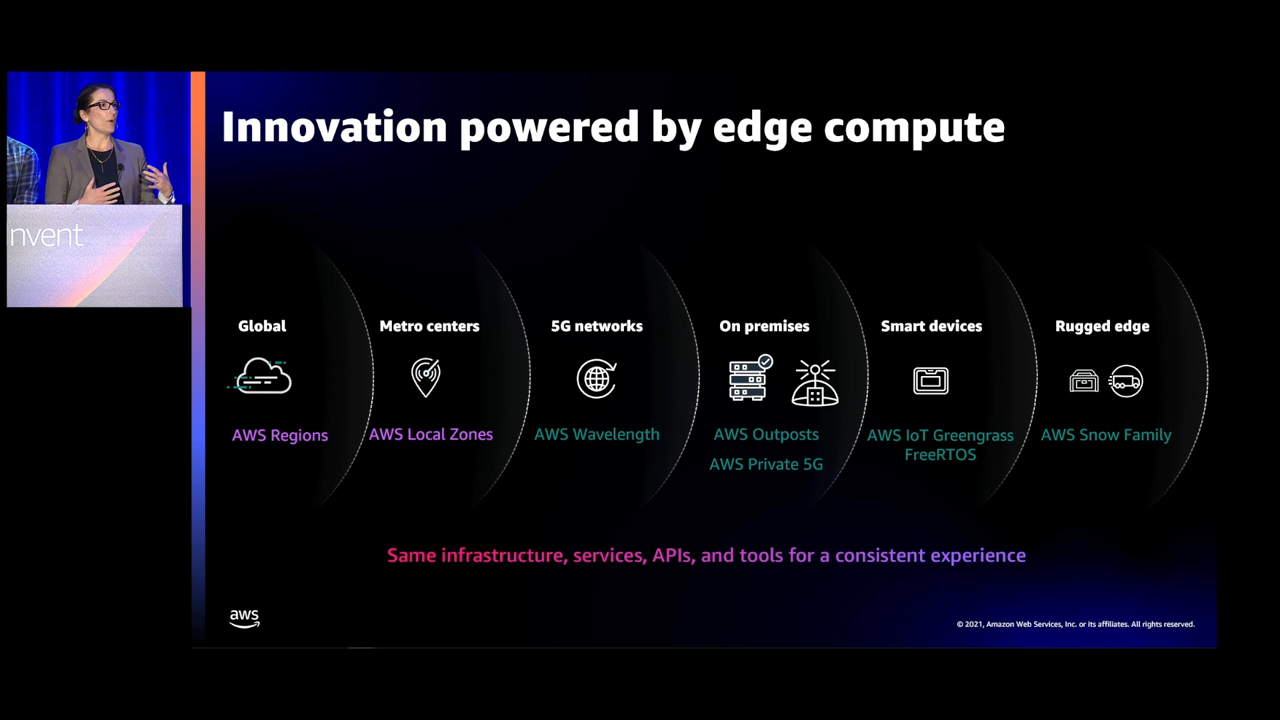 Innovation powered by edge compute
nvent
Global
Metro centers
5G networks
On premises
Smart devices
Rugged edge
AWS Regions
AWS Local Zones
AWS Wavelength
AWS Outposts
AWS Private 5G
AWS IoT Greengrass
FreeRTOS
AWS Snow Family
Same infrastructure, services, APIs, and tools for a consistent experience
aws
© 2021, Amazon Web Services, Inc. or its affiliates. All rights reserved.